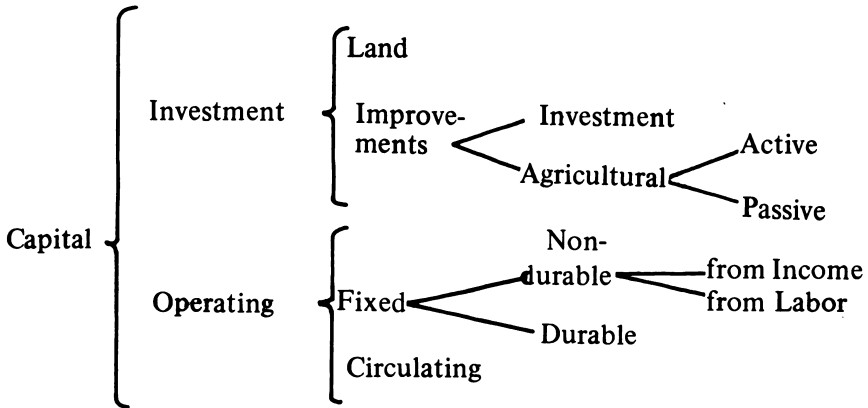 Land
Investment
Improve-
ments
Investment
Agricultural
Active
Passive
Capital
Operating
Fixed
Non-
durable
from Income
from Labor
Durable
Circulating